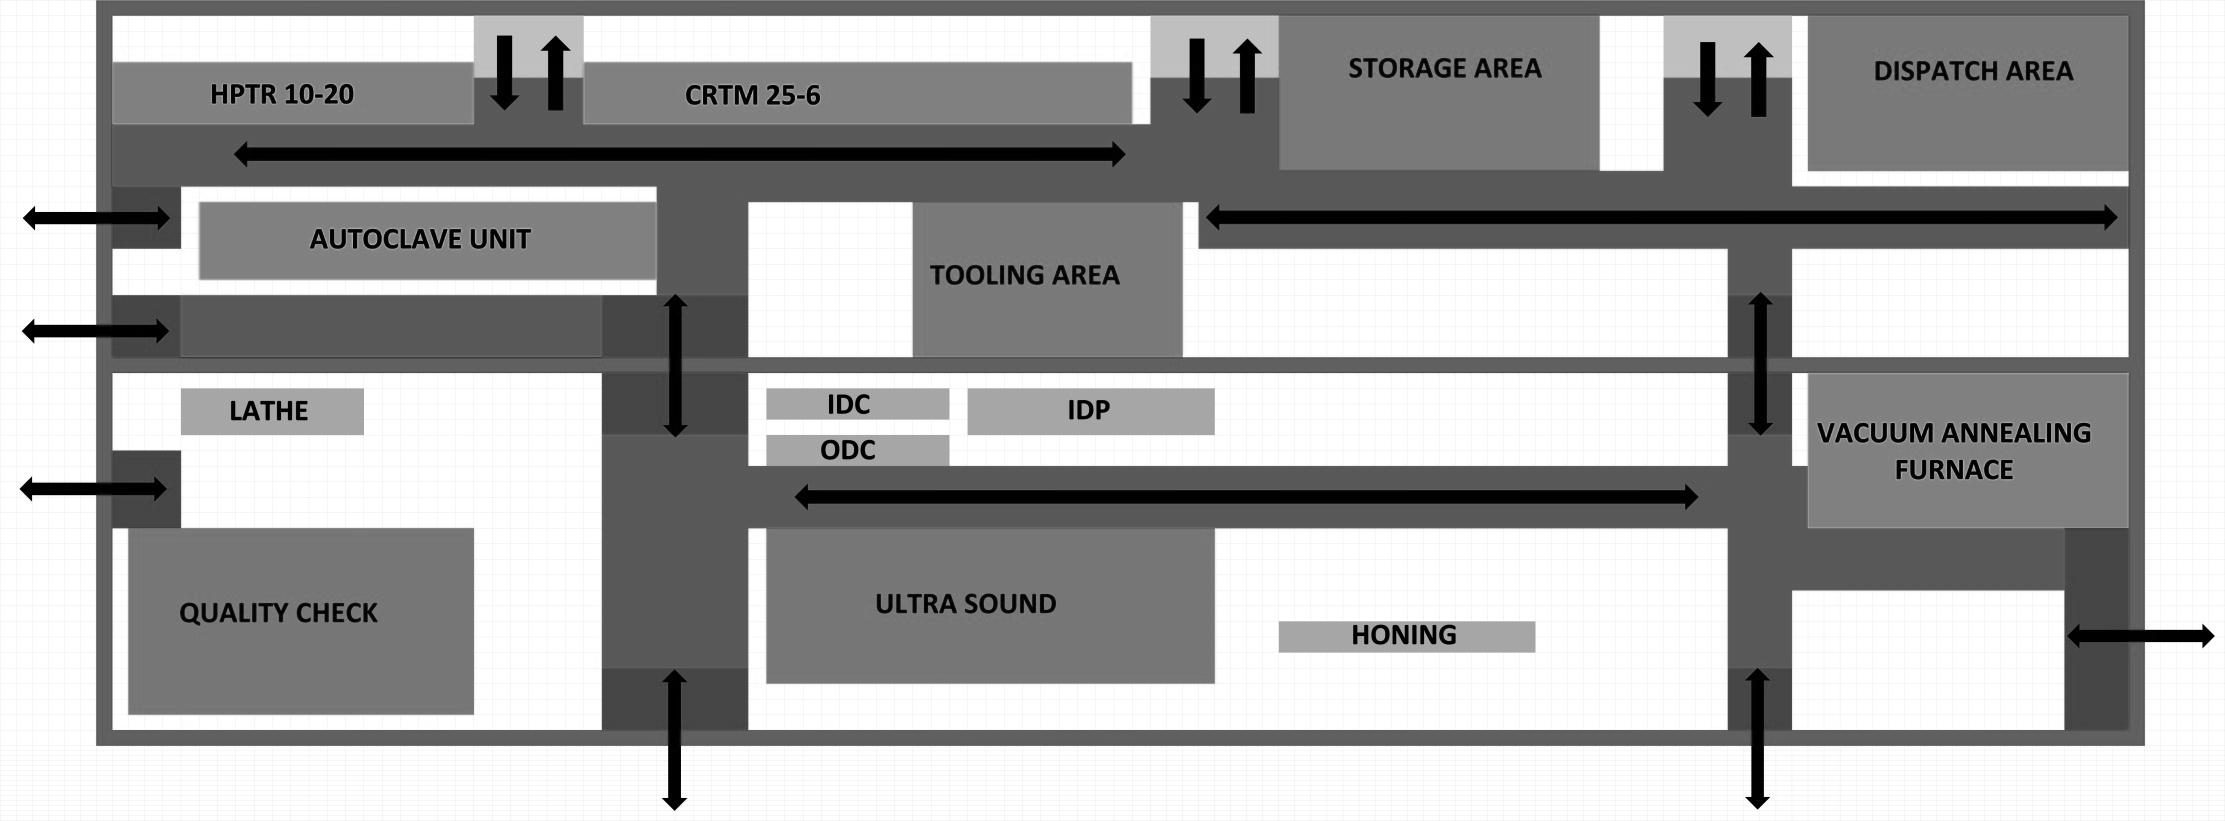 HPTR 10-20
CRTM 25-6
STORAGE AREA
DISPATCH AREA
AUTOCLAVE UNIT
TOOLING AREA
LATHE
IDC
IDP
ODC
VACUUM ANNEALING
FURNACE
QUALITY CHECK
ULTRA SOUND
HONING